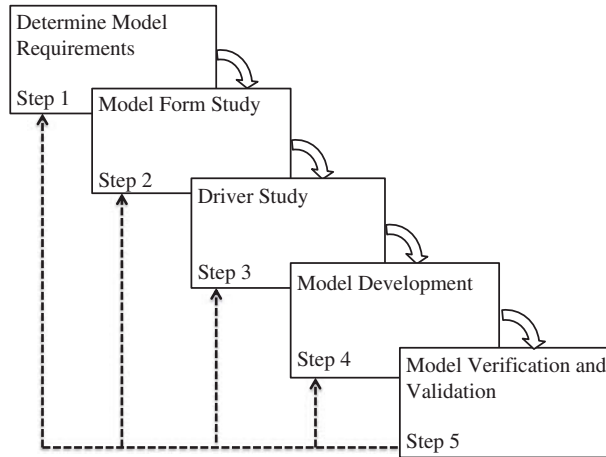 Determine Model
Requirements
Step 1
Model Form Study
Step 2
Driver Study
Step 3
Model Development
Step 4
Model Verification and
Validation
Step 5